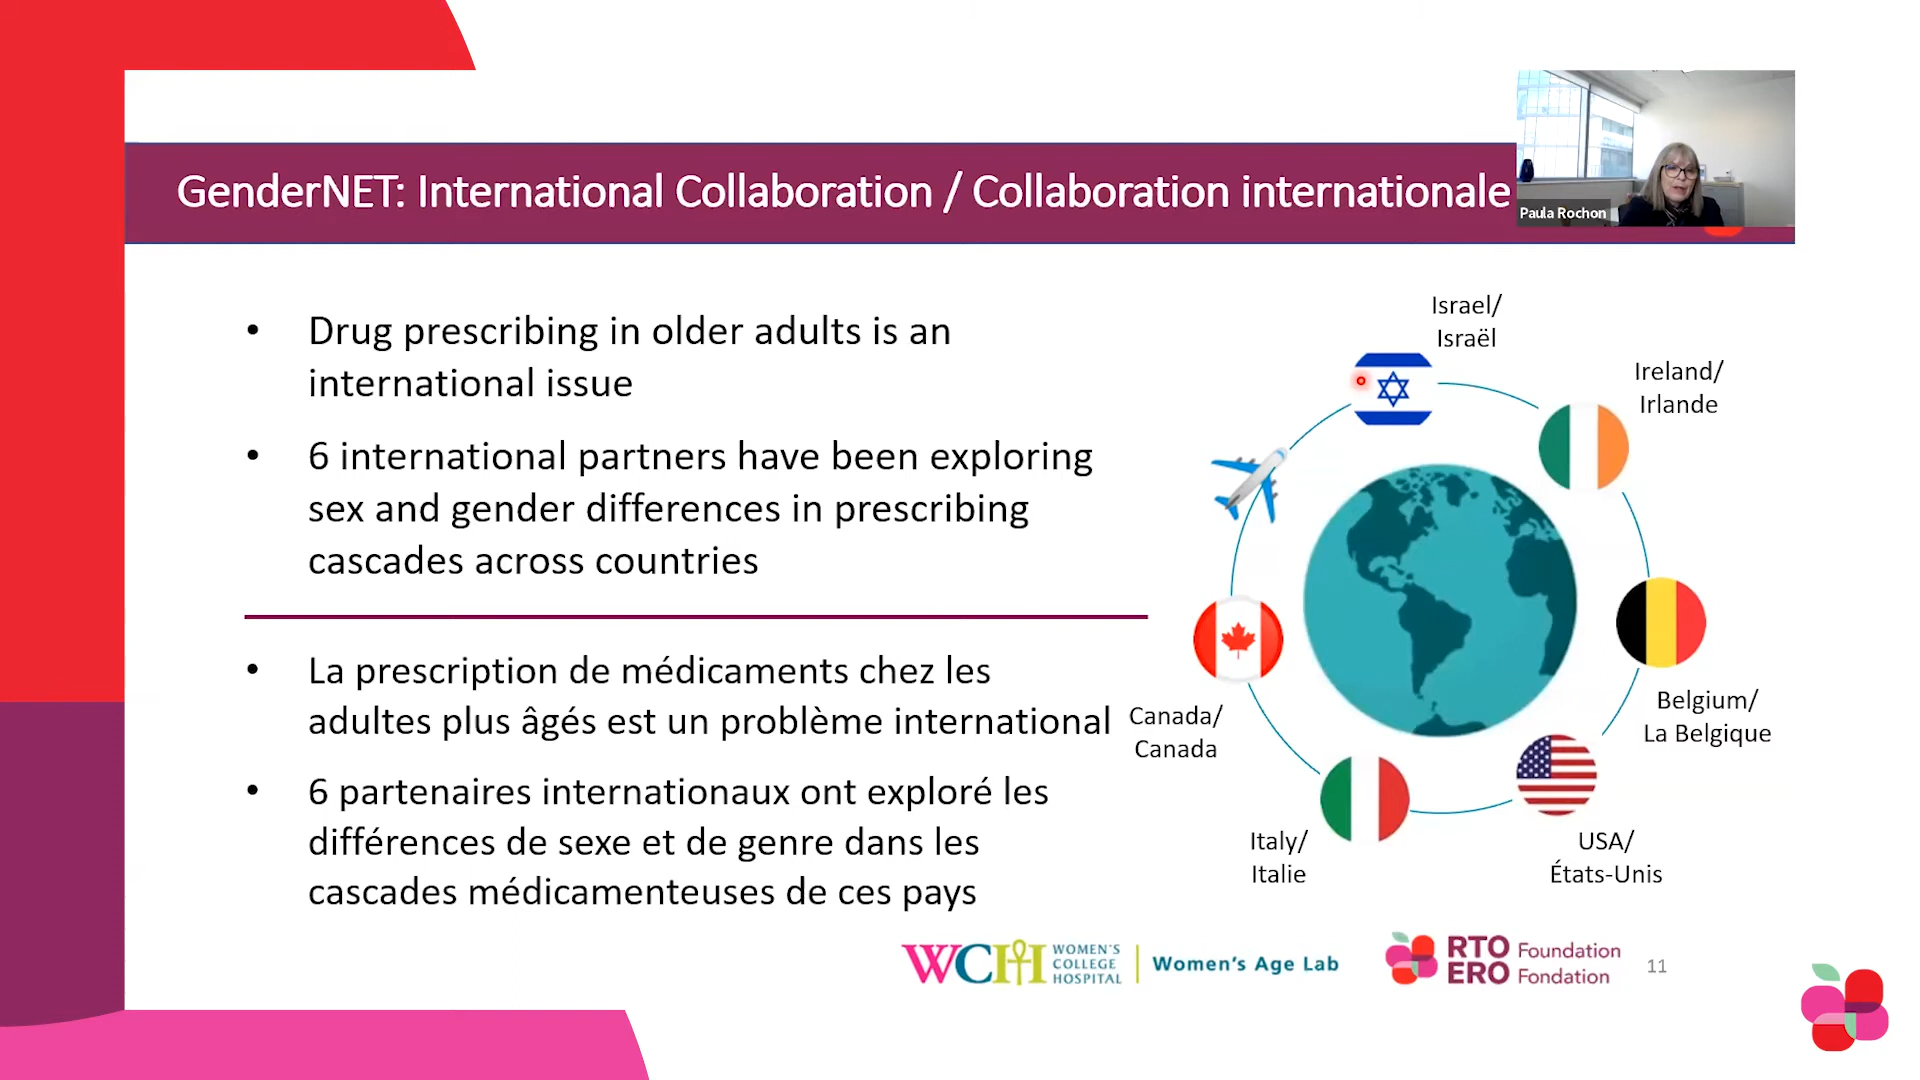 GenderNET: International Collaboration / Collaboration internationale
Paula Rochon
• Drug prescribing in older adults is an
international issue
• 6 international partners have been exploring
sex and gender differences in prescribing
cascades across countries
• La prescription de médicaments chez les
adultes plus âgés est un problème international
• 6 partenaires internationaux ont exploré les
différences de sexe et de genre dans les
cascades médicamenteuses de ces pays
Israel/
Israël
Ireland/
Irlande
Belgium/
La Belgique
USA/
États-Unis
Italy/
Italie
Canada/
Canada
WCH
WOMEN'S
COLLEGE
HOSPITAL
Women's Age Lab
RTO
ERO
Foundation
Fondation
11